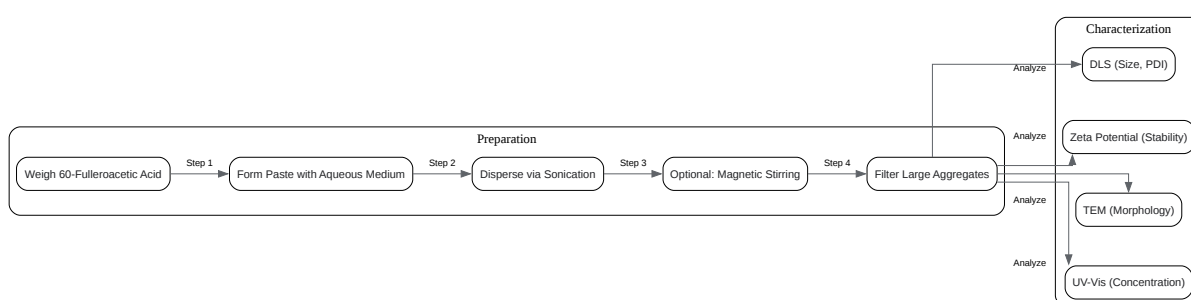 Preparation
Weigh 60-Fulleroacetic Acid
Step 1
Form Paste with Aqueous Medium
Step 2
Disperse via Sonication
Step 3
Optional: Magnetic Stirring
Step 4
Filter Large Aggregates
Characterization
Analyze
DLS (Size, PDI)
Analyze
Zeta Potential (Stability)
Analyze
TEM (Morphology)
Analyze
UV-Vis (Concentration)